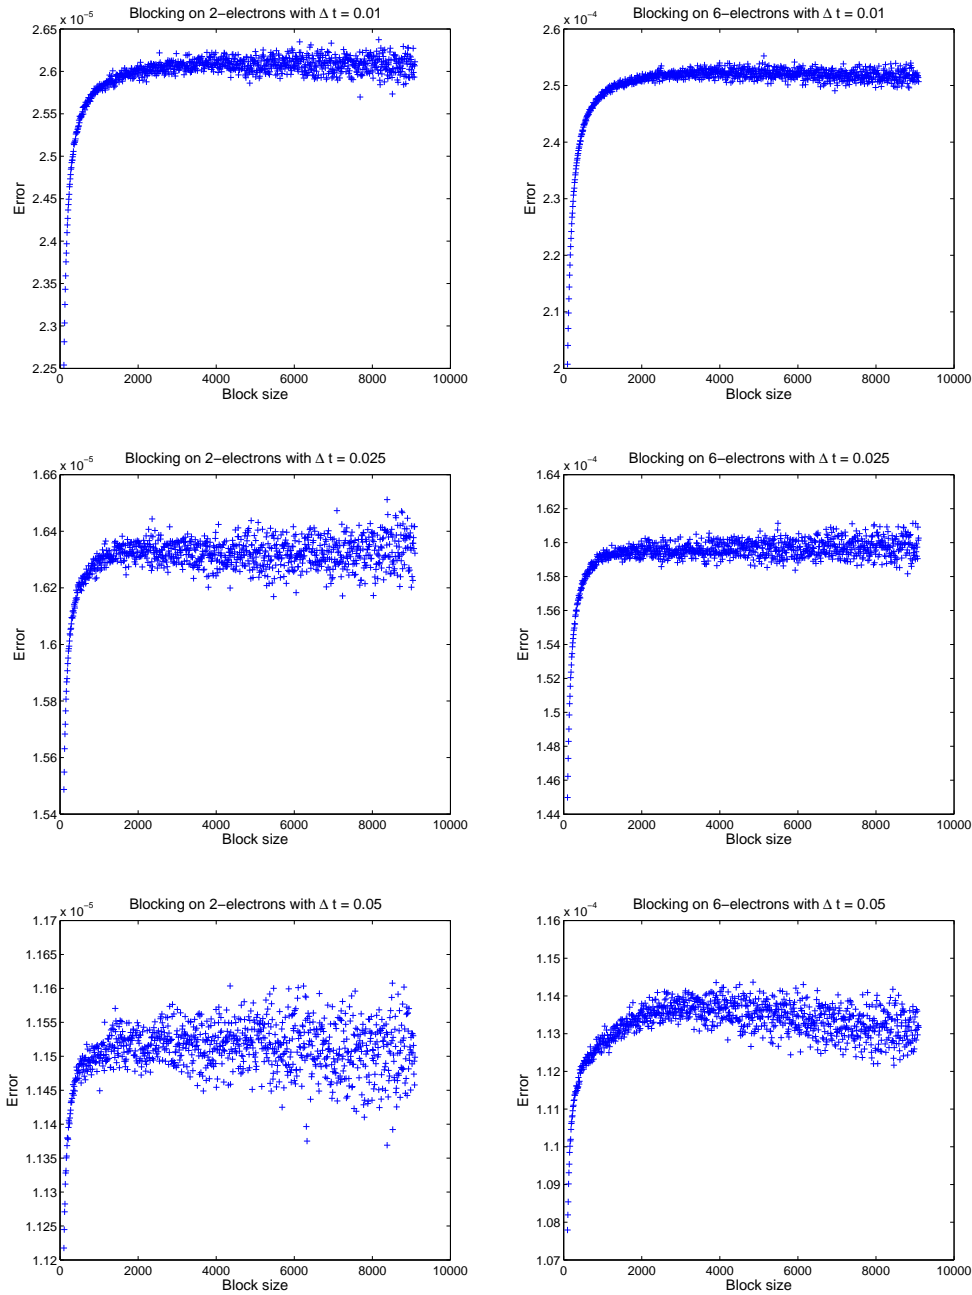 Blocking on 2−electrons with Δ t = 0.01
x 10−5
2.65
2.6
2.55
2.5
2.45
2.4
2.35
2.3
2.25
Error
0 2000 4000 6000 8000 10000
Block size
Blocking on 6−electrons with Δ t = 0.01
x 10−4
2.6
2.5
2.4
2.3
2.2
2.1
2
Error
0 2000 4000 6000 8000 10000
Block size
Blocking on 2−electrons with Δ t = 0.025
x 10−5
1.66
1.64
1.62
1.6
1.58
1.56
1.54
Error
0 2000 4000 6000 8000 10000
Block size
Blocking on 6−electrons with Δ t = 0.025
x 10−4
1.64
1.62
1.6
1.58
1.56
1.54
1.52
1.5
1.48
1.46
1.44
Error
0 2000 4000 6000 8000 10000
Block size
Blocking on 2−electrons with Δ t = 0.05
x 10−5
1.17
1.165
1.16
1.155
1.15
1.145
1.14
1.135
1.13
1.125
1.12
Error
0 2000 4000 6000 8000 10000
Block size
Blocking on 6−electrons with Δ t = 0.05
x 10−4
1.16
1.15
1.14
1.13
1.12
1.11
1.1
1.09
1.08
1.07
Error
0 2000 4000 6000 8000 10000
Block size